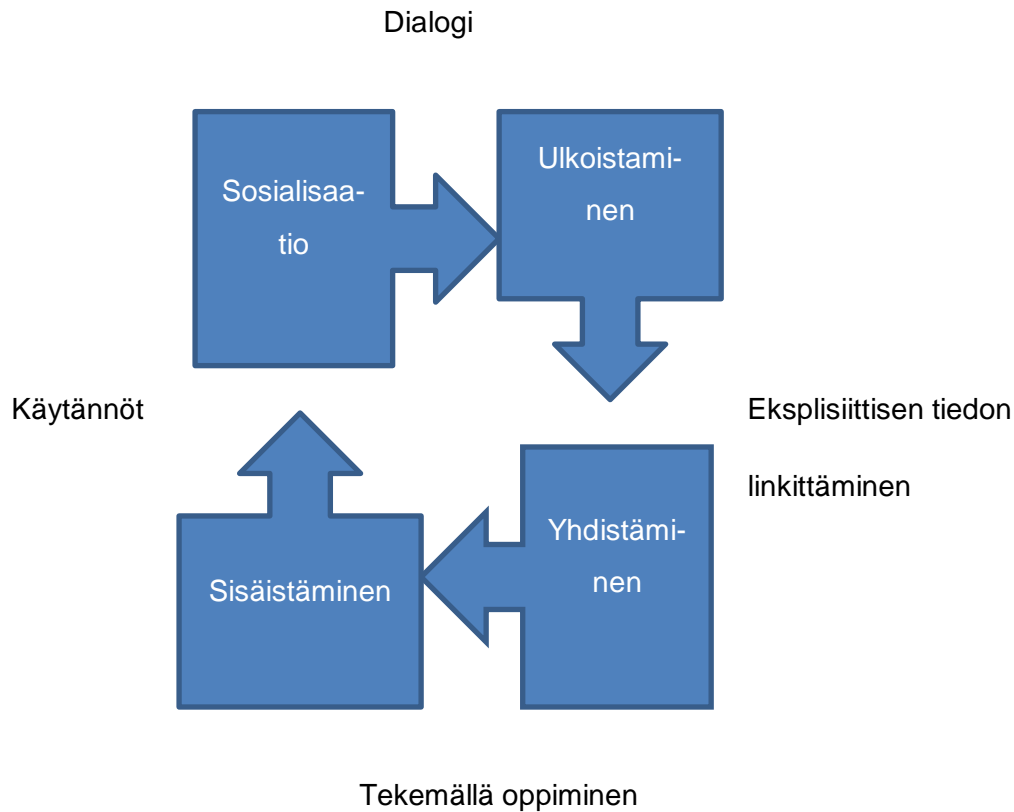 Dialogi
Sosialisaa-
tio
Ulkoistami-
nen
Käytännöt
Eksplisiittisen tiedon
linkittäminen
Sisäistäminen
Yhdistämi-
nen
Tekemällä oppiminen